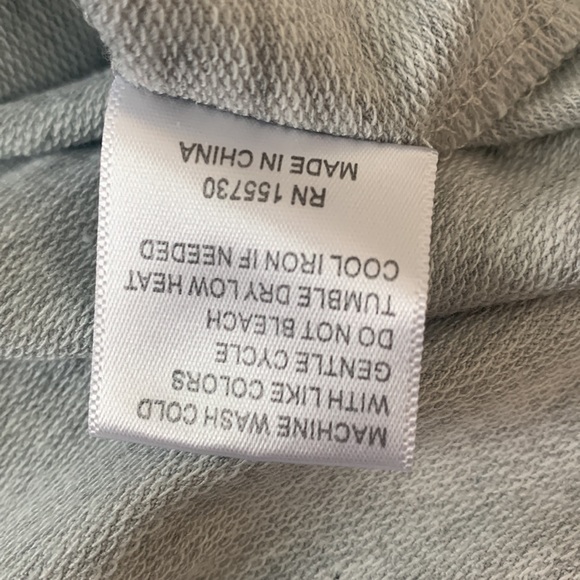 MACHINE WASH COLD
WITH LIKE COLORS
GENTLE CYCLE
DO NOT BLEACH
TUMBLE DRY LOW HEAT
COOL IRON IF NEEDED
RN 155730
MADE IN CHINA